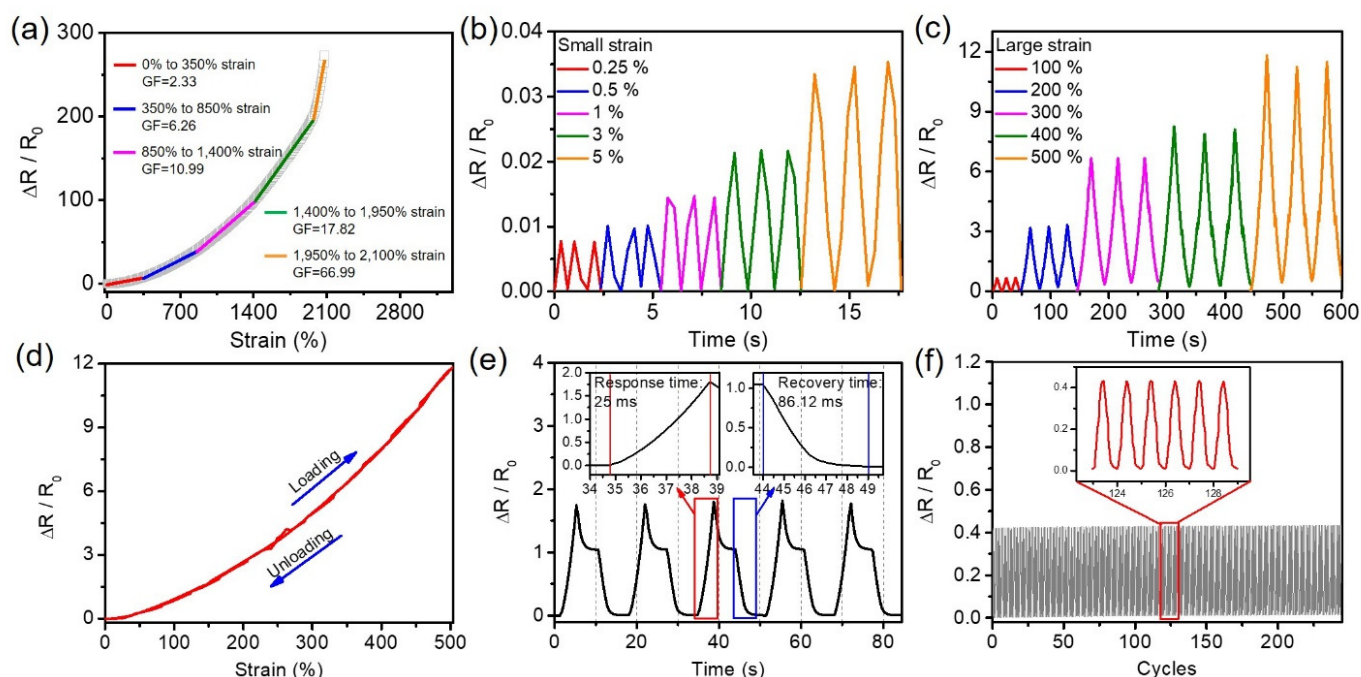 (a)
300
200
100
0
ΔR / R0
0% to 350% strain
GF=2.33
350% to 850% strain
GF=6.26
850% to 1,400% strain
GF=10.99
1,400% to 1,950% strain
GF=17.82
1,950% to 2,100% strain
GF=66.99
0 700 1400 2100 2800
Strain (%)
(b)
0.04
0.03
0.02
0.01
0.00
ΔR / R0
Small strain
0.25 %
0.5 %
1 %
3 %
5 %
0 5 10 15
Time (s)
(c)
12
9
6
3
0
ΔR / R0
Large strain
100 %
200 %
300 %
400 %
500 %
0 100 200 300 400 500 600
Time (s)
(d)
12
9
6
3
0
ΔR / R0
Loading
Unloading
0 100 200 300 400 500
Strain (%)
(e)
4
3
2
1
0
ΔR / R0
2.0
1.5
1.0
0.5
0.0
Response time:
25 ms
34 35 36 37 38 39
1.0
0.5
0.0
Recovery time:
86.12 ms
44 45 46 47 48 49
0 20 40 60 80
Time (s)
(f)
1.2
1.0
0.8
0.6
0.4
0.2
0.0
ΔR / R0
0.4
0.2
0.0
124 126 128
0 50 100 150 200
Cycles